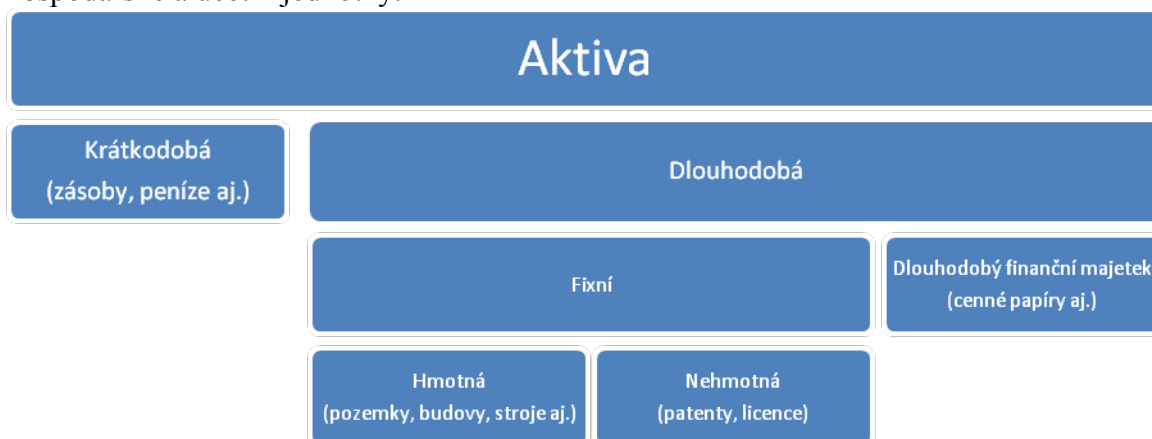 Aktiva
Krátkodobá
(zásoby, peníze aj.)
Dlouhodobá
Fixní
Dlouhodobý finanční majetek
(cenné papíry aj.)
Hmotná
(pozemky, budovy, stroje aj.)
Nehmotná
(patenty, licence)